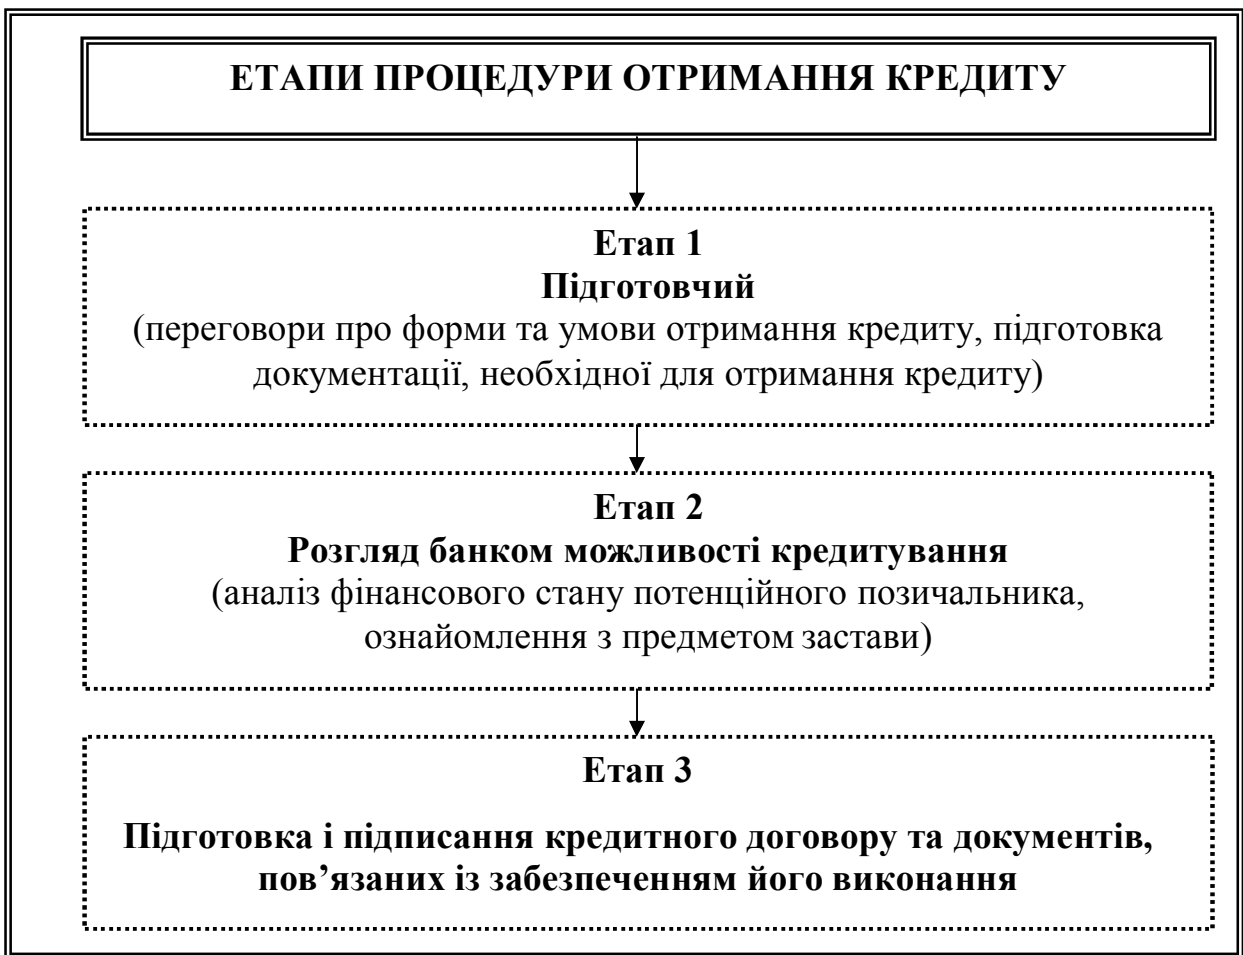 ЕТАПИ ПРОЦЕДУРИ ОТРИМАННЯ КРЕДИТУ
Етап 1
Підготовчий
(переговори про форми та умови отримання кредиту, підготовка
документації, необхідної для отримання кредиту)
Етап 2
Розгляд банком можливості кредитування
(аналіз фінансового стану потенційного позичальника,
ознайомлення з предметом застави)
Етап 3
Підготовка і підписання кредитного договору та документів,
пов’язаних із забезпеченням його виконання